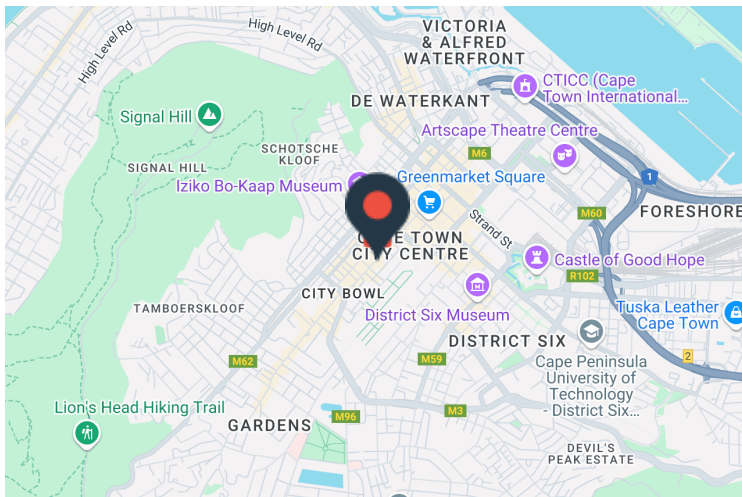 High Level Rd
High Level Rd
VICTORIA
& ALFRED
WATERFRONT
CTICC (Cape
Town International...
DE WATERKANT
Signal Hill
Artscape Theatre Centre
SCHOTSCHE
KLOOF
M6
SIGNAL HILL
Iziko Bo-Kaap Museum
Greenmarket Square
1
M60
FORESHORE
Strand St
TOWN
CITY CENTRE
Castle of Good Hope
R102
CITY BOWL
TAMBOERSKLOOF
District Six Museum
Tuska Leather
Cape Town
DISTRICT SIX
M62
M59
2
Cape Peninsula
University of
Technology
- District Six...
Lion's Head Hiking Trail
M96
M3
GARDENS
DEVIL'S
PEAK ESTATE